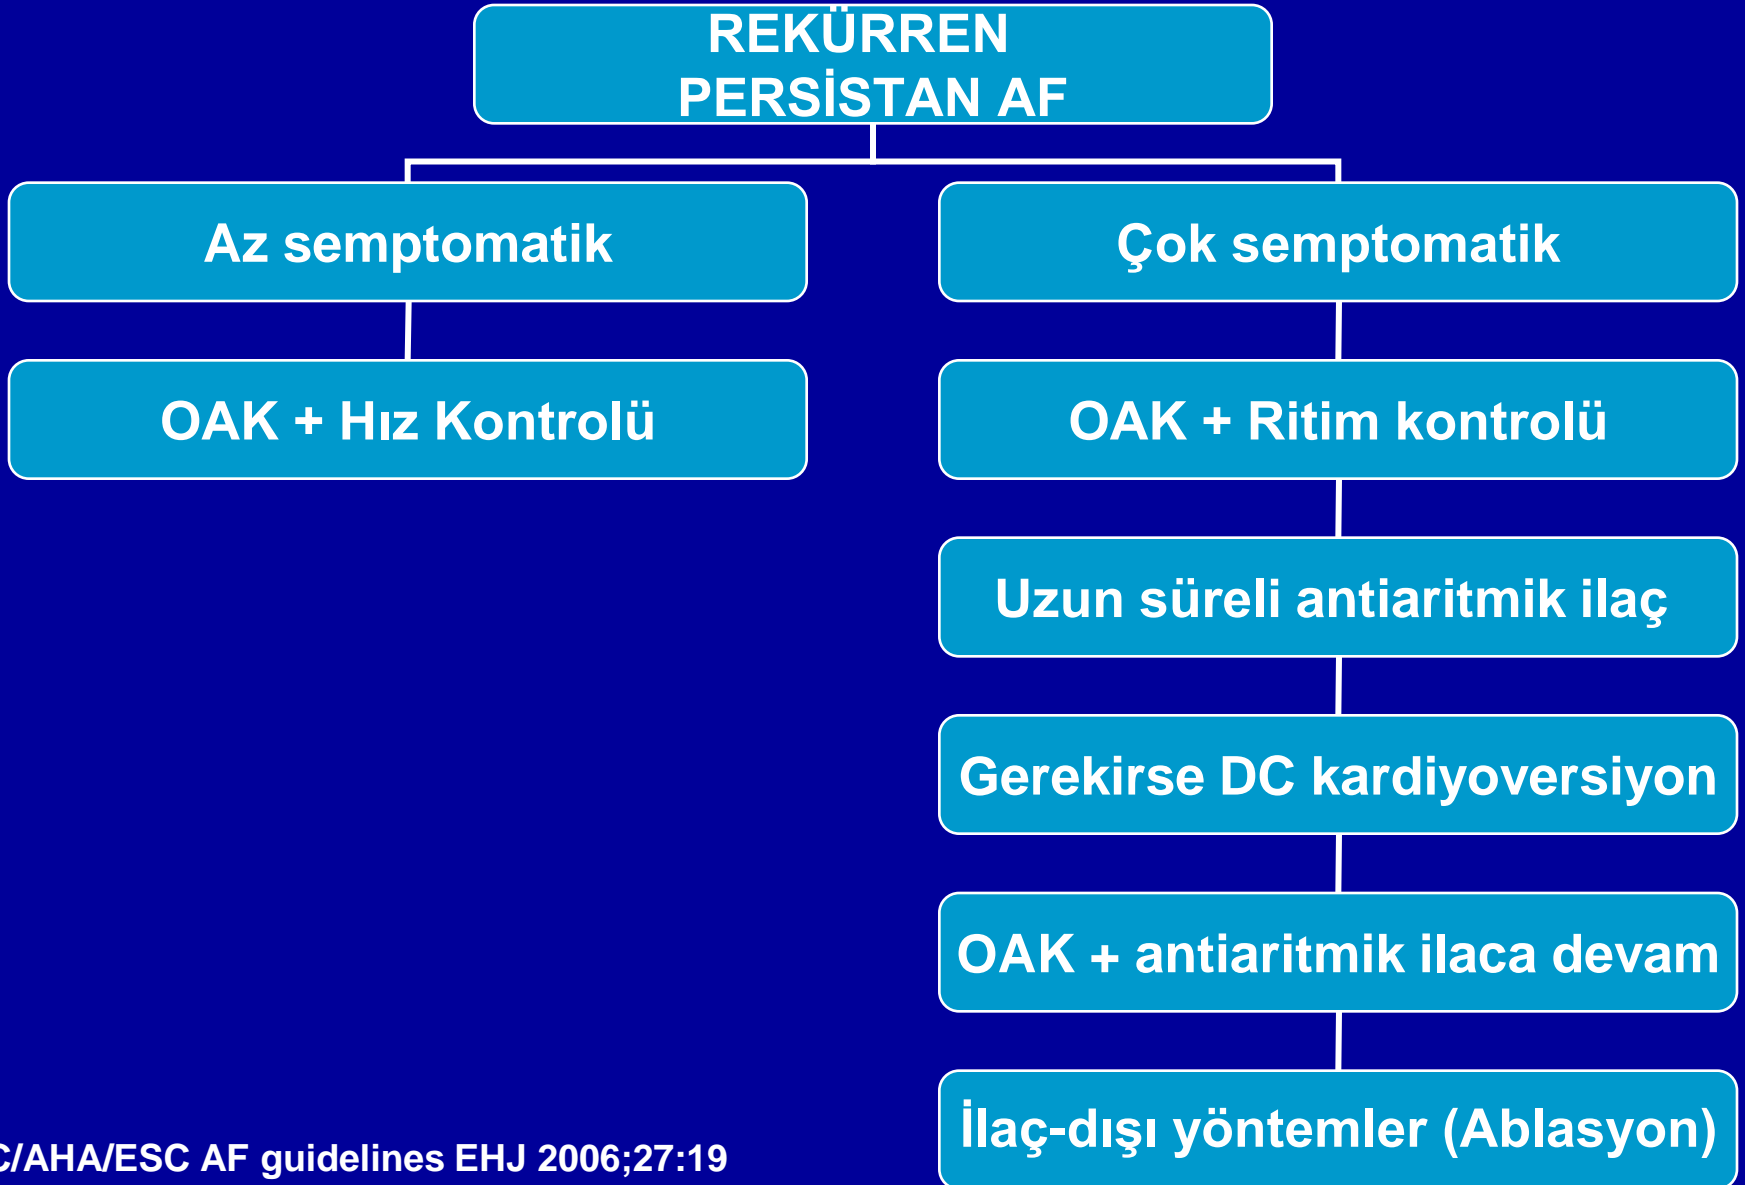 REKÜRREN
PERSİSTAN AF
Az semptomatik
Çok semptomatik
OAK + Hız Kontrolü
OAK + Ritim kontrolü
Uzun süreli antiaritmik ilaç
Gerekirse DC kardiyoversiyon
OAK + antiaritmik ilaca devam
İlaç-dışı yöntemler (Ablasyon)
C/AHA/ESC AF guidelines EHJ 2006;27:19